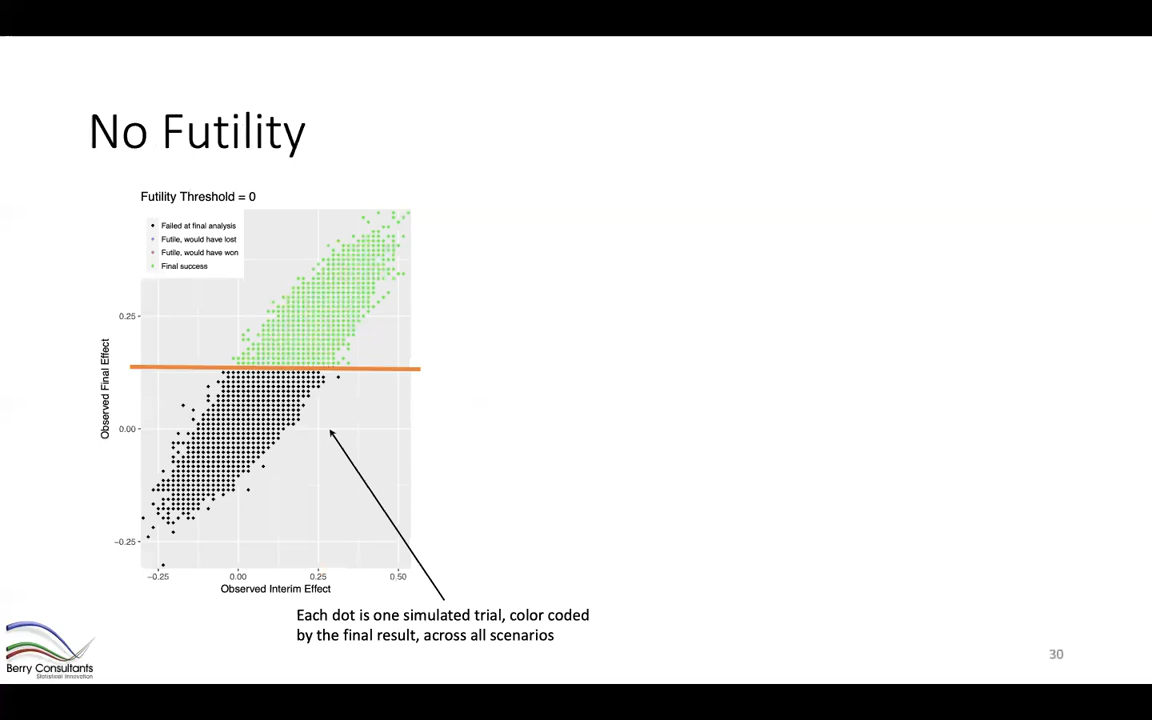 No Futility
Futility Threshold = 0
Failed at final analysis
Futile, would have lost
Futile, would have won
Final success
0.25
0.00
−0.25
Observed Final Effect
−0.25 0.00 0.25 0.50
Observed Interim Effect
Each dot is one simulated trial, color coded
by the final result, across all scenarios
Berry Consultants
Statistical Innovation
30